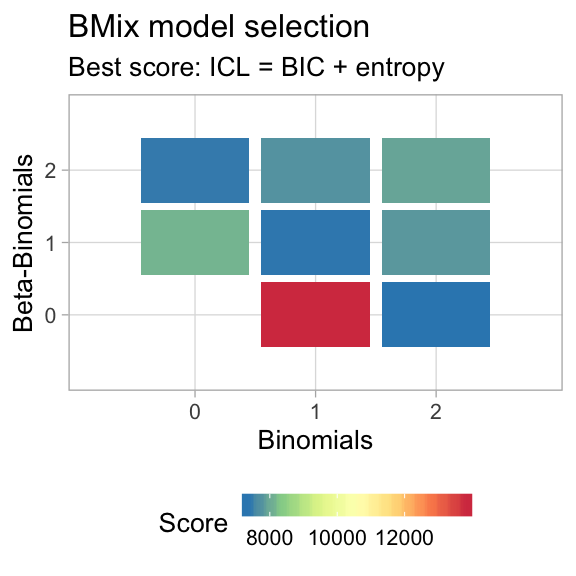 BMix model selection
Best score: ICL = BIC + entropy
Beta-Binomials
2
1
0
0 1 2
Binomials
Score
8000 10000 12000